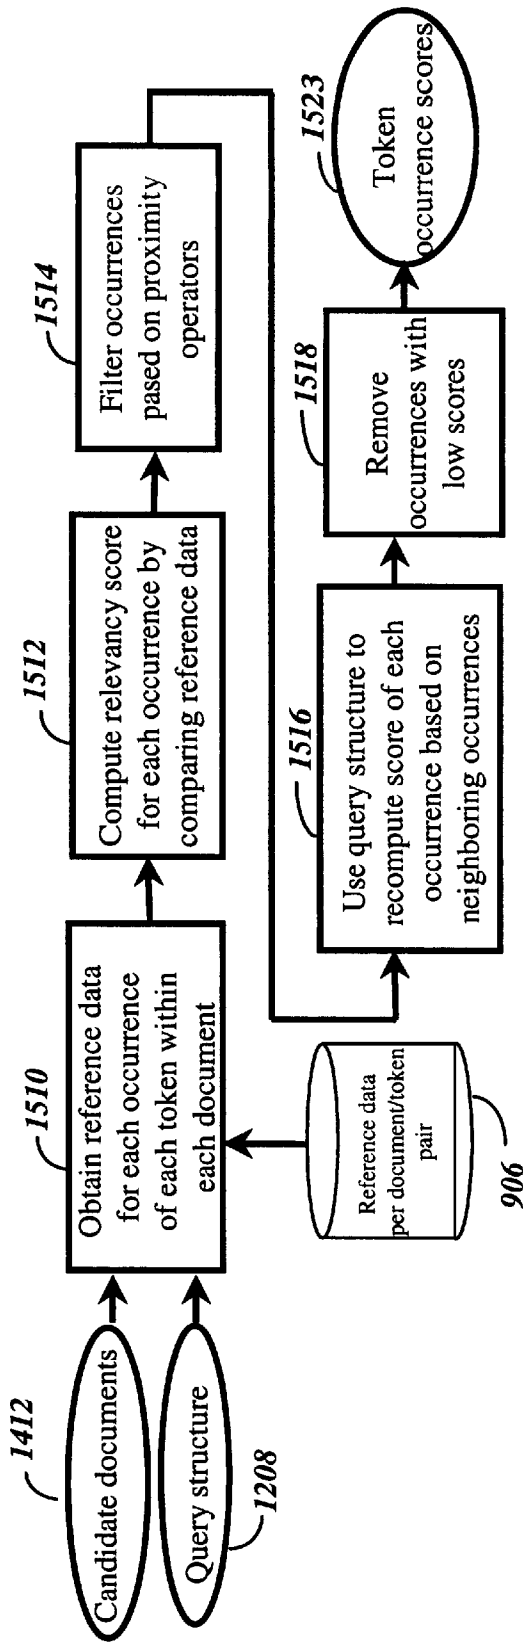 1412
Candidate documents
Query structure
1208
1510
Obtain reference data
for each occurrence
of each token within
each document
Reference data
per document/token
pair
906
1512
Compute relevancy score
for each occurrence by
comparing reference data
1514
Filter occurrences
pased on proximity
operators
1516
Use query structure to
recompute score of each
occurrence based on
neighboring occurrences
1518
Remove
occurrences with
low scores
1523
Token
occurrence scores